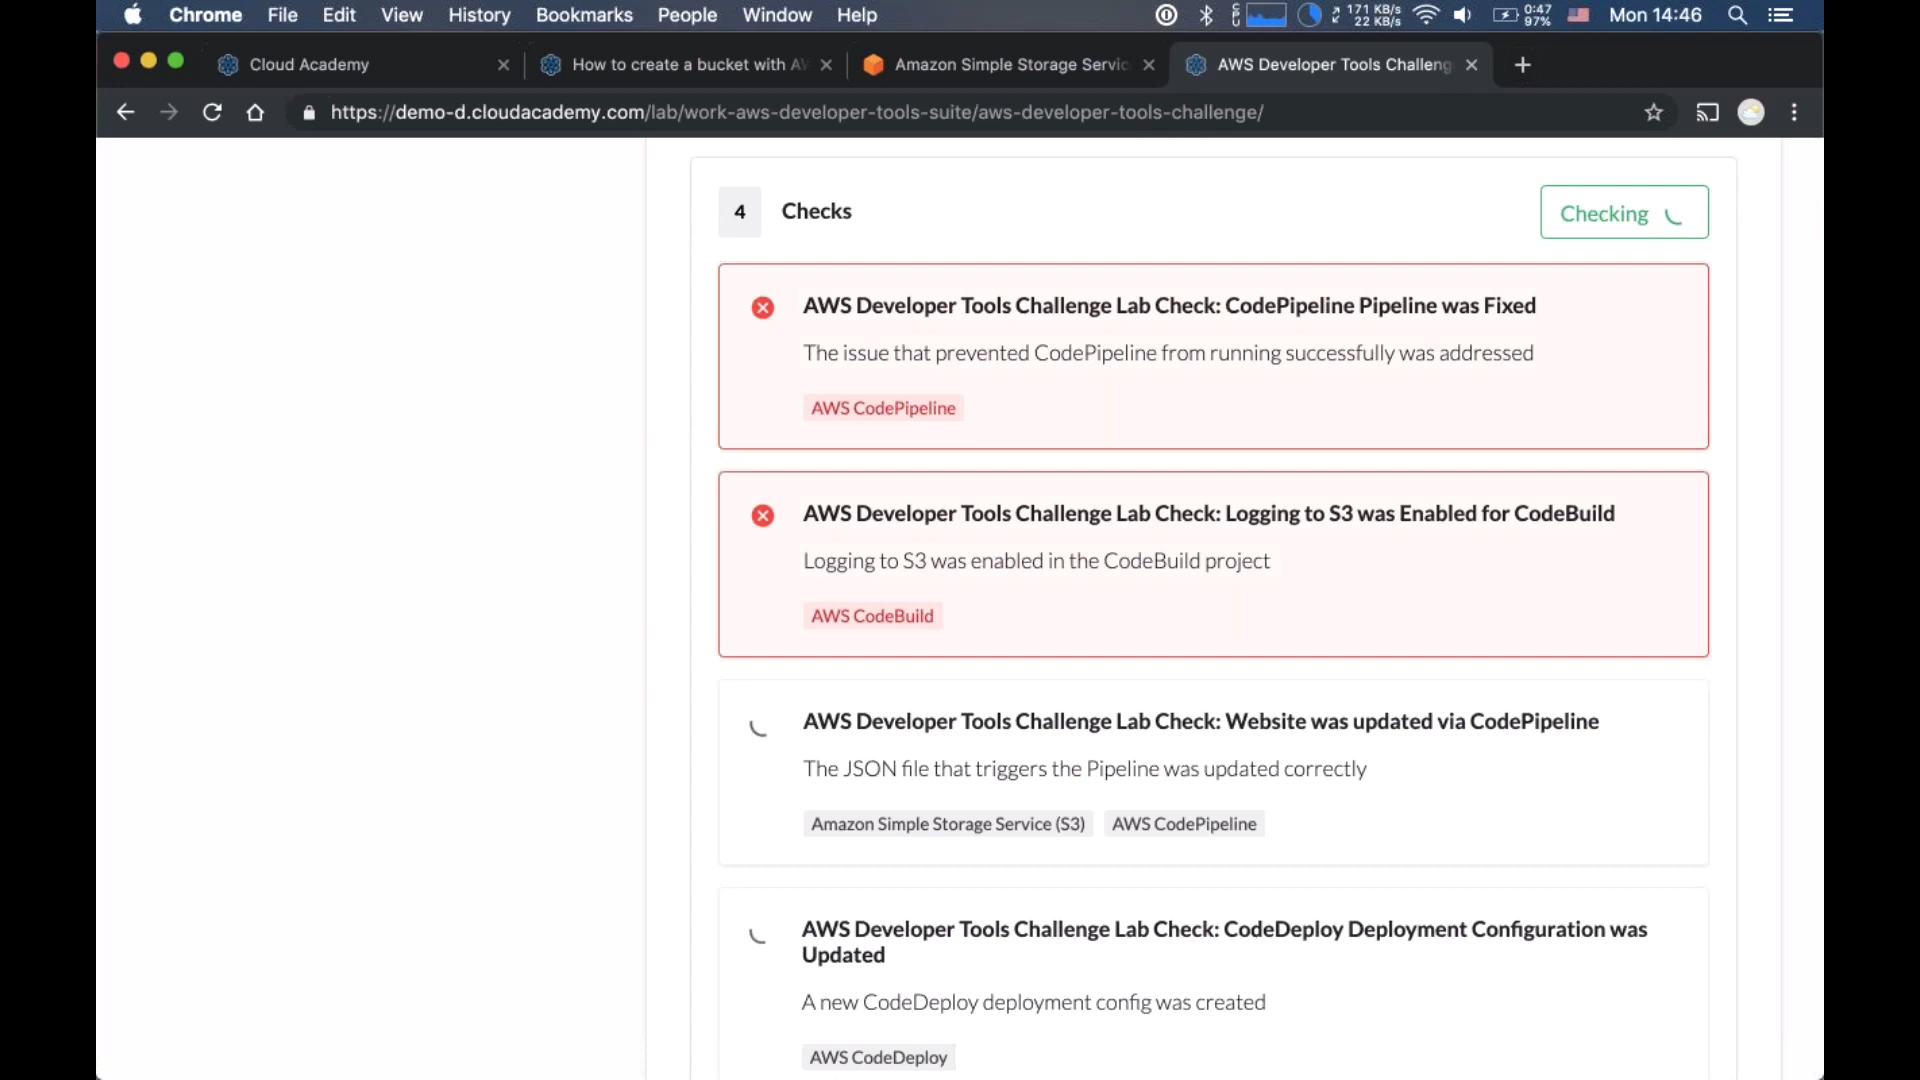 Chrome File Edit View History Bookmarks People Window Help 171 KB/s 22 KB/s 0:47 97% Mon 14:46
Cloud Academy
How to create a bucket with AW
Amazon Simple Storage Servic
AWS Developer Tools Challeng
https://demo-d.cloudacademy.com/lab/work-aws-developer-tools-suite/aws-developer-tools-challenge/
4 Checks
Checking
AWS Developer Tools Challenge Lab Check: CodePipeline Pipeline was Fixed
The issue that prevented CodePipeline from running successfully was addressed
AWS CodePipeline
AWS Developer Tools Challenge Lab Check: Logging to S3 was Enabled for CodeBuild
Logging to S3 was enabled in the CodeBuild project
AWS CodeBuild
AWS Developer Tools Challenge Lab Check: Website was updated via CodePipeline
The JSON file that triggers the Pipeline was updated correctly
Amazon Simple Storage Service (S3) AWS CodePipeline
AWS Developer Tools Challenge Lab Check: CodeDeploy Deployment Configuration was
Updated
A new CodeDeploy deployment config was created
AWS CodeDeploy